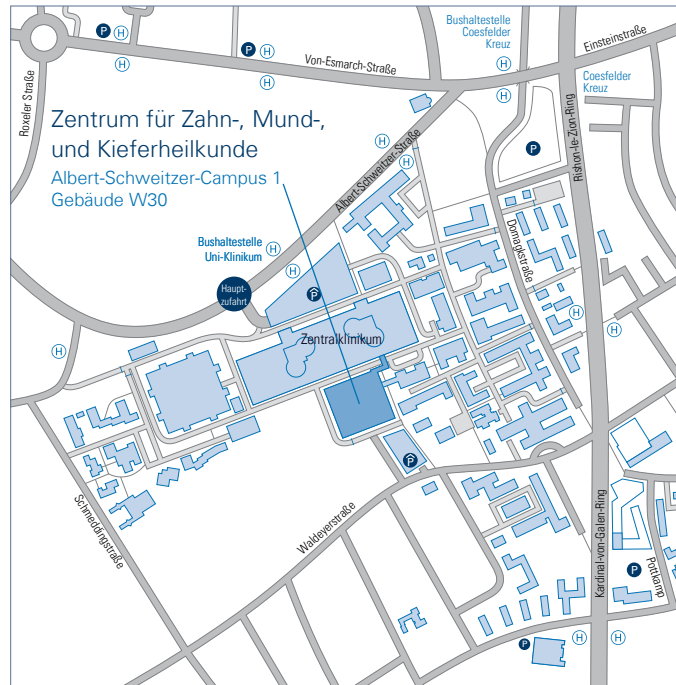 P
H
H
P
H
H
Bushaltestelle
Coesfelder
Kreuz
Einsteinstraße
Von-Esmarch-Straße
H
H
Coesfelder
Kreuz
Roxeler Straße
Zentrum für Zahn-, Mund-,
und Kieferheilkunde
Albert-Schweitzer-Campus 1
Gebäude W30
Albert-Schweitzer-Straße
H
H
P
Rishon-le-Zion-Ring
Domagkstraße
Bushaltestelle
Uni-Klinikum
H
H
Haupt-
zufahrt
P
H
H
H
Zentralklinikum
P
Schmeddingstraße
Waldeyerstraße
Kardinal-von-Galen-Ring
P
Pottkamp
P
H
H